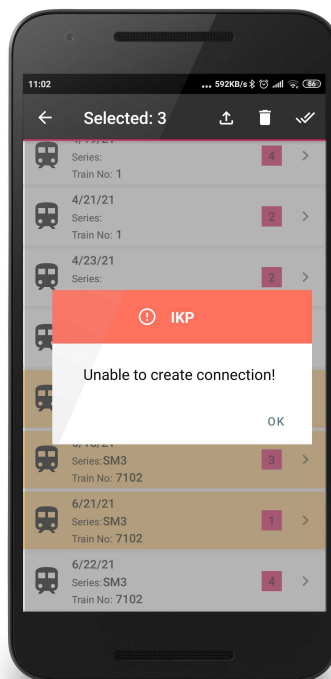 11:02 ... 592KB/s 86
Selected: 3
Series: 4
Train No: 1
4/21/21
Series: 2
Train No: 1
4/23/21
Series: 2
IKP
Unable to create connection!
OK
Series: SM3 3
Train No: 7102
6/21/21
Series: SM3 1
Train No: 7102
6/22/21
Series: SM3 4
Train No: 7102